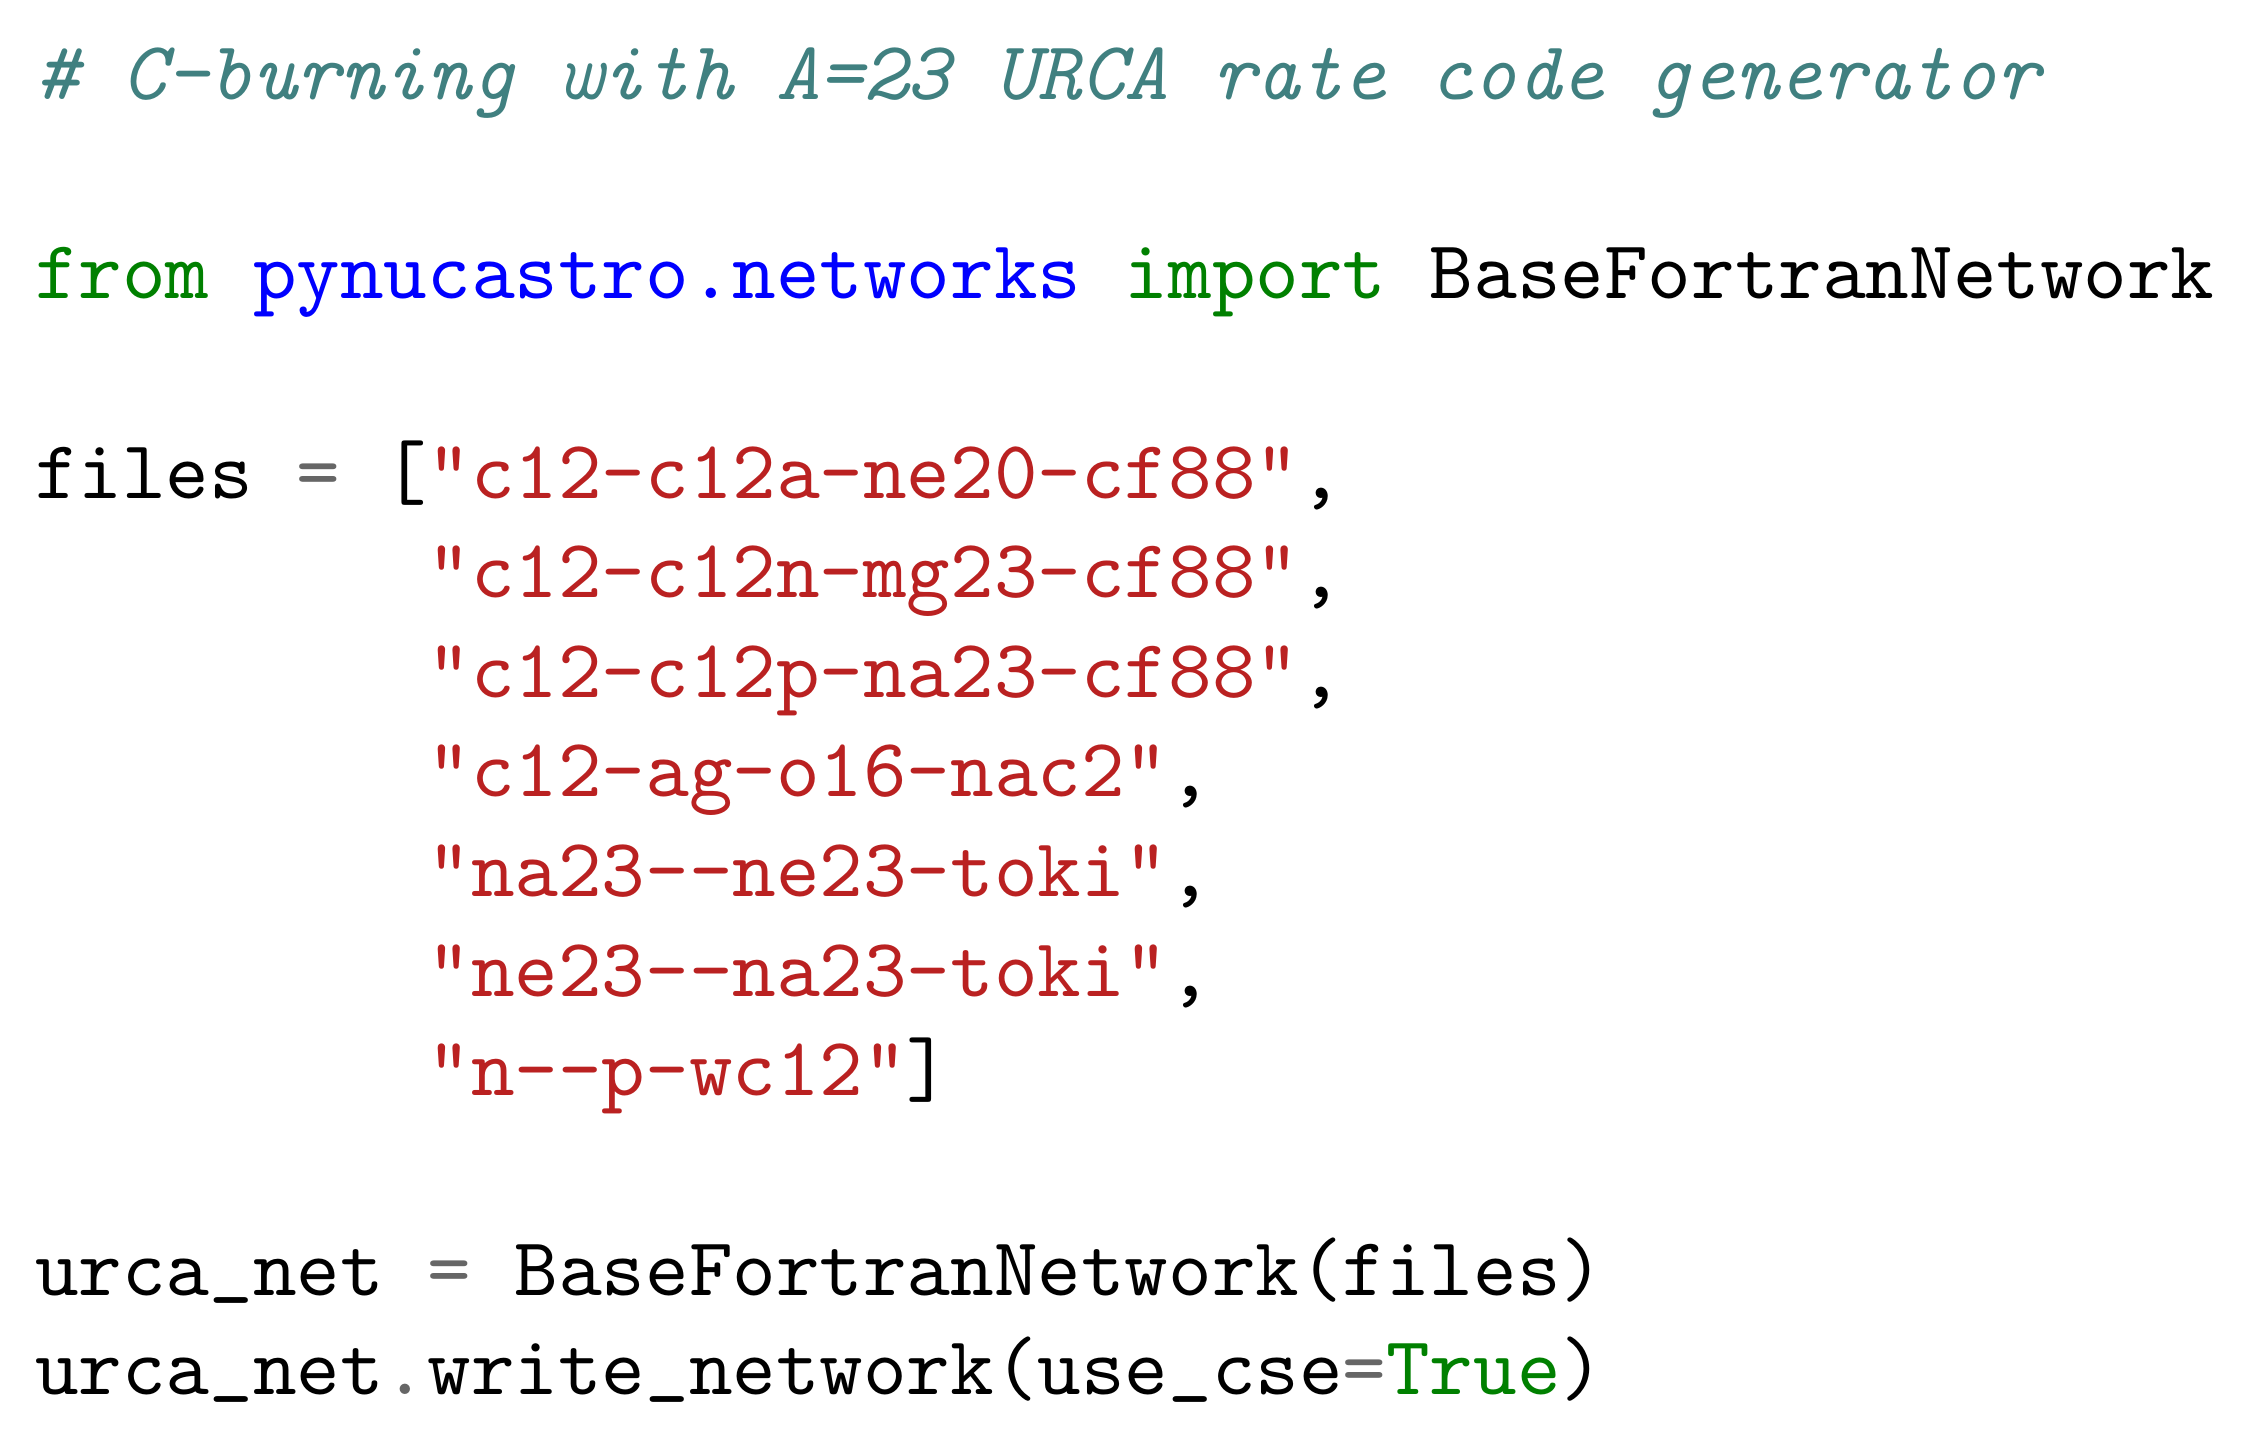 # C-burning with A=23 URCA rate code generator
from pynucastro.networks import BaseFortranNetwork
files = ["c12-c12a-ne20-cf88",
"c12-c12n-mg23-cf88",
"c12-c12p-na23-cf88",
"c12-ag-o16-nac2",
"na23--ne23-toki",
"ne23--na23-toki",
"n--p-wc12"]
urca_net = BaseFortranNetwork(files)
urca_net.write_network(use_cse=True)